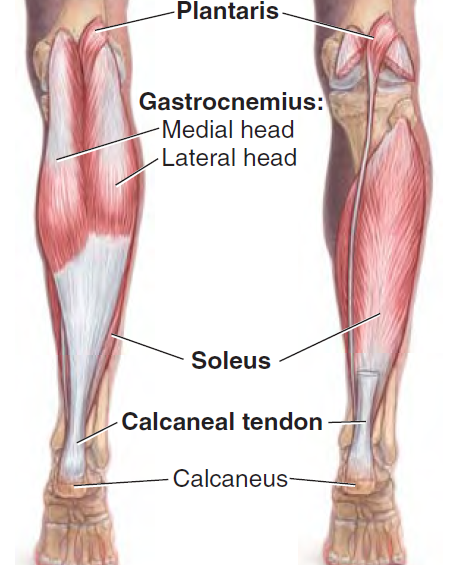 Plantaris
Gastrocnemius:
Medial head
Lateral head
Soleus
Calcaneal tendon
Calcaneus